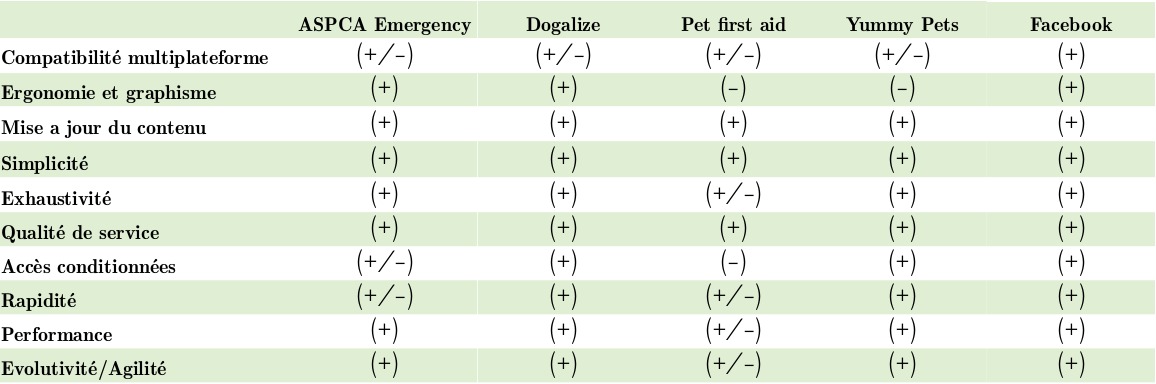 ASPCA Emergency Dogalize Pet first aid Yummy Pets Facebook
Compatibilité multiplateforme (+/–) (+/–) (+/–) (+/–) (+)
Ergonomie et graphisme (+) (+) (–) (–) (+)
Mise a jour du contenu (+) (+) (+) (+) (+)
Simplicité (+) (+) (+) (+) (+)
Exhaustivité (+) (+) (+/–) (+) (+)
Qualité de service (+) (+) (+) (+) (+)
Accès conditionnées (+/–) (+) (–) (+) (+)
Rapidité (+/–) (+) (+/–) (+) (+)
Performance (+) (+) (+/–) (+) (+)
Evolutivité/Agilité (+) (+) (+/–) (+) (+)